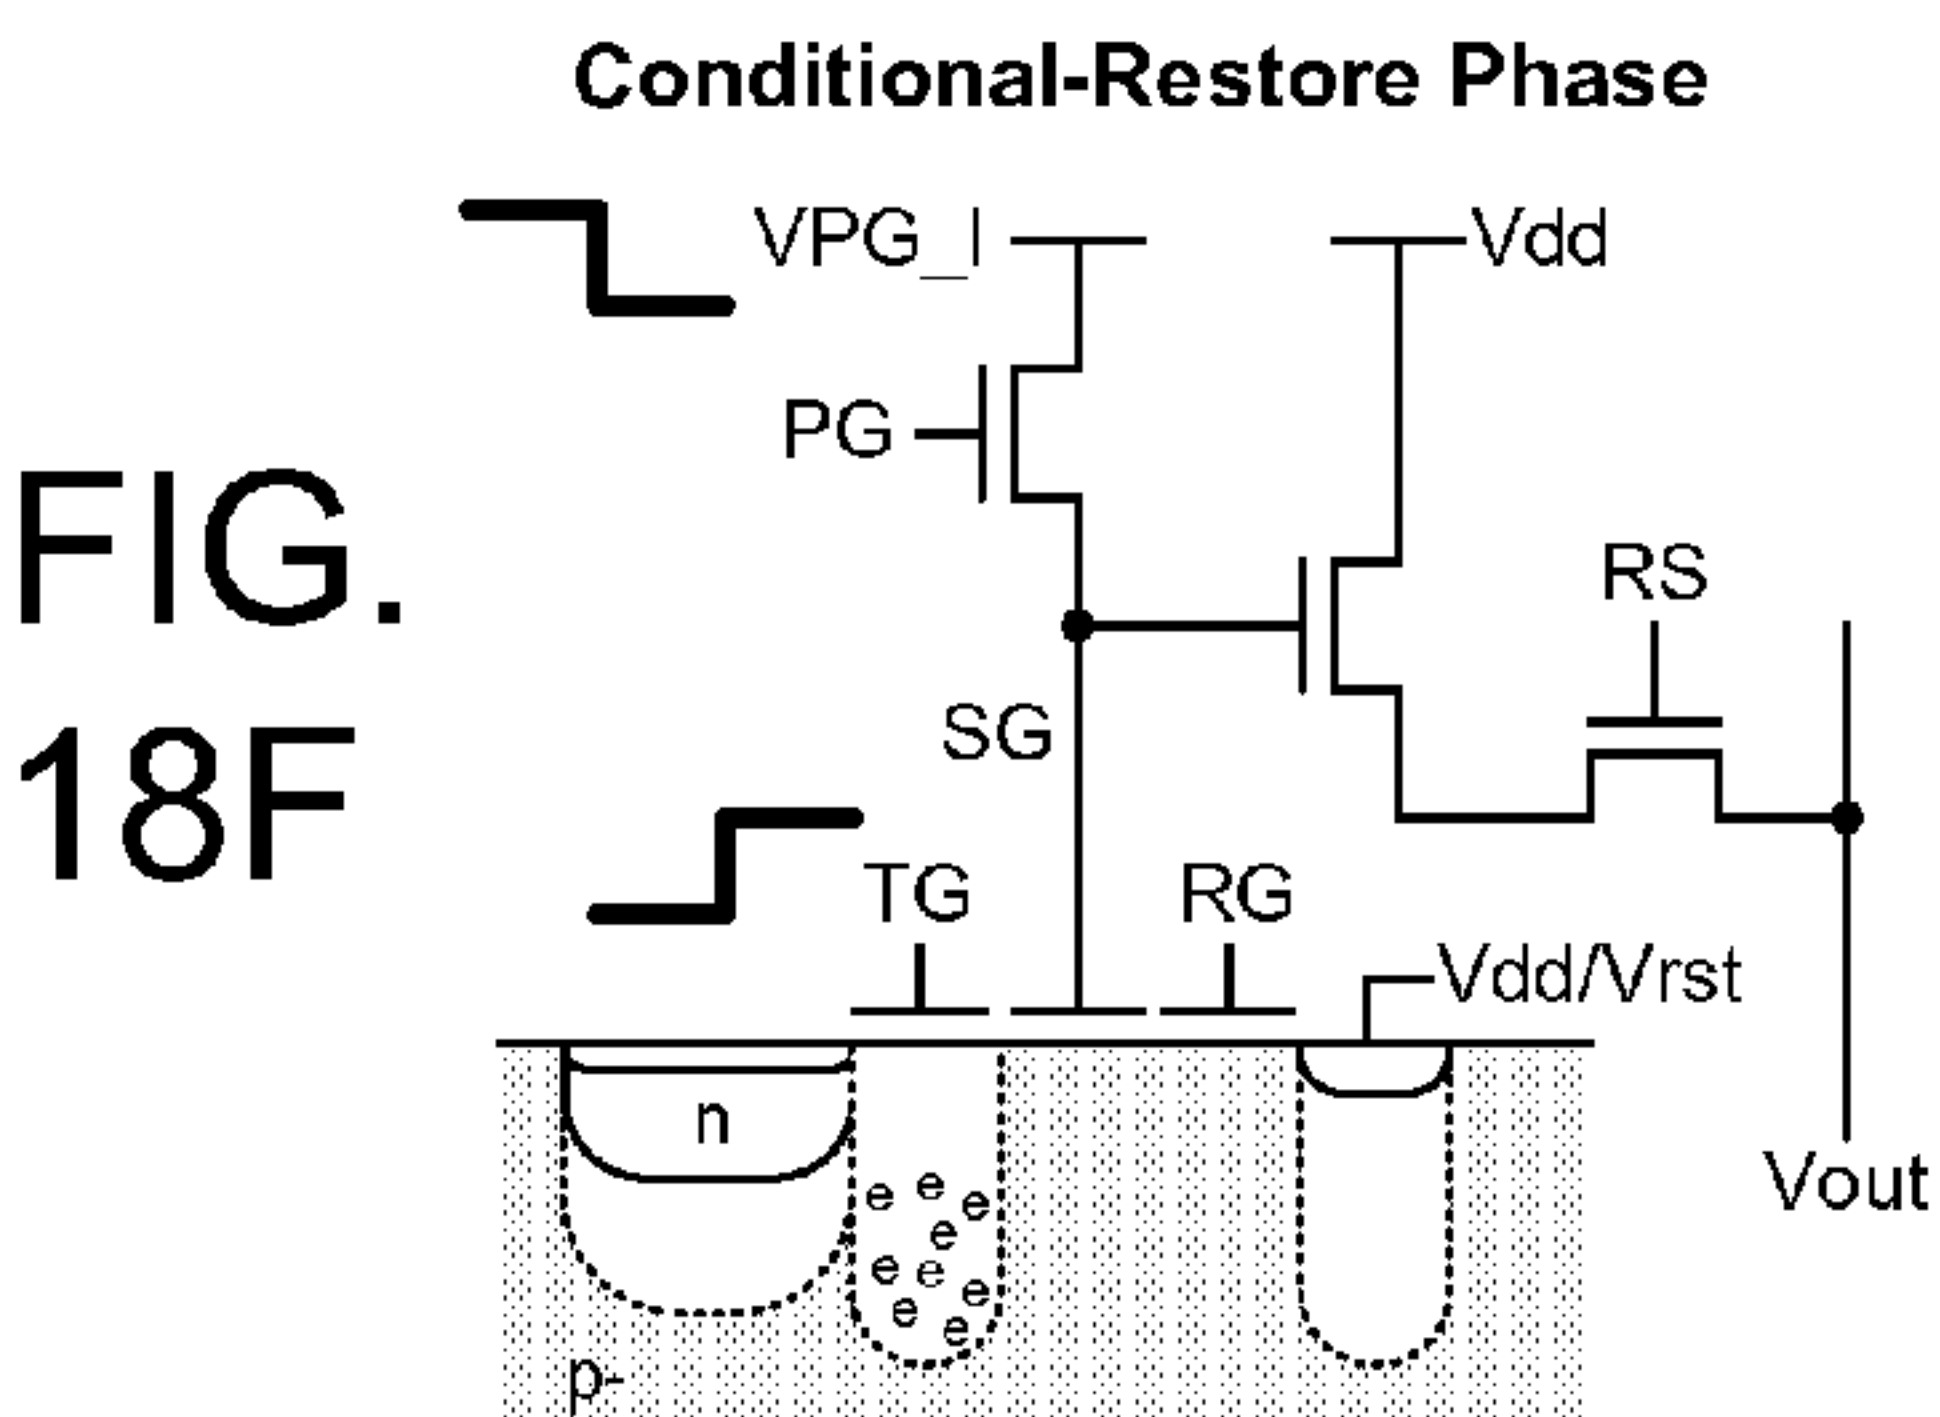 Conditional-Restore Phase
VPG_I
Vdd
PG
FIG.
18F
RS
SG
TG
RG
Vdd/Vrst
n
Vout
e e e
e
e e e
e e
p-